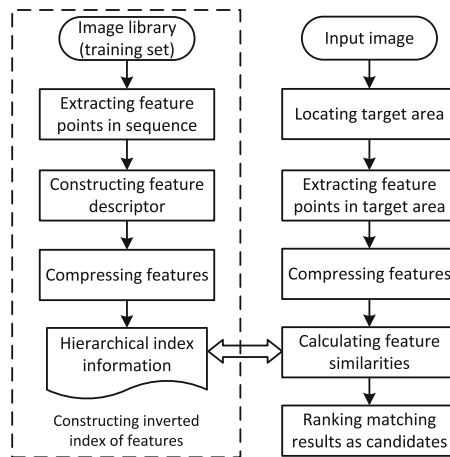 Image library
(training set)
Extracting feature
points in sequence
Constructing feature
descriptor
Compressing features
Hierarchical index
information
Constructing inverted
index of features
Input image
Locating target area
Extracting feature
points in target area
Compressing features
Calculating feature
similarities
Ranking matching
results as candidates